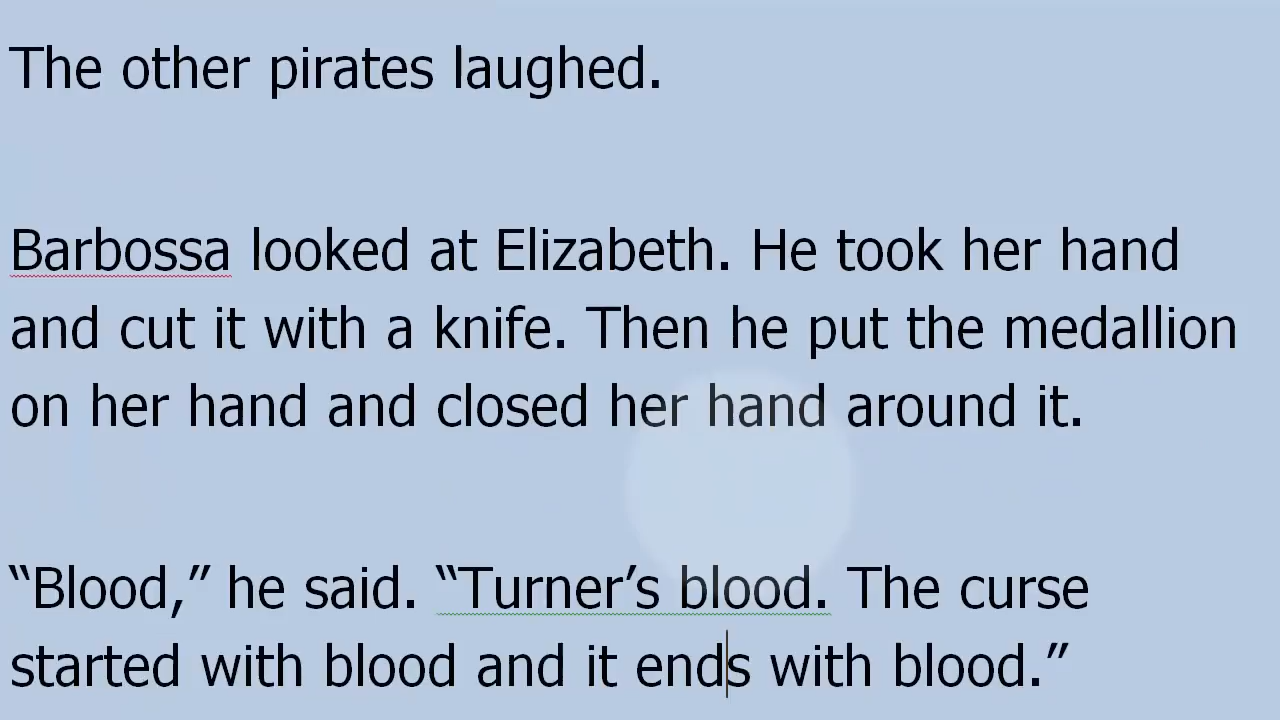 The other pirates laughed.
Barbossa looked at Elizabeth. He took her hand
and cut it with a knife. Then he put the medallion
on her hand and closed her hand around it.
“Blood,” he said. “Turner’s blood. The curse
started with blood and it ends with blood.”